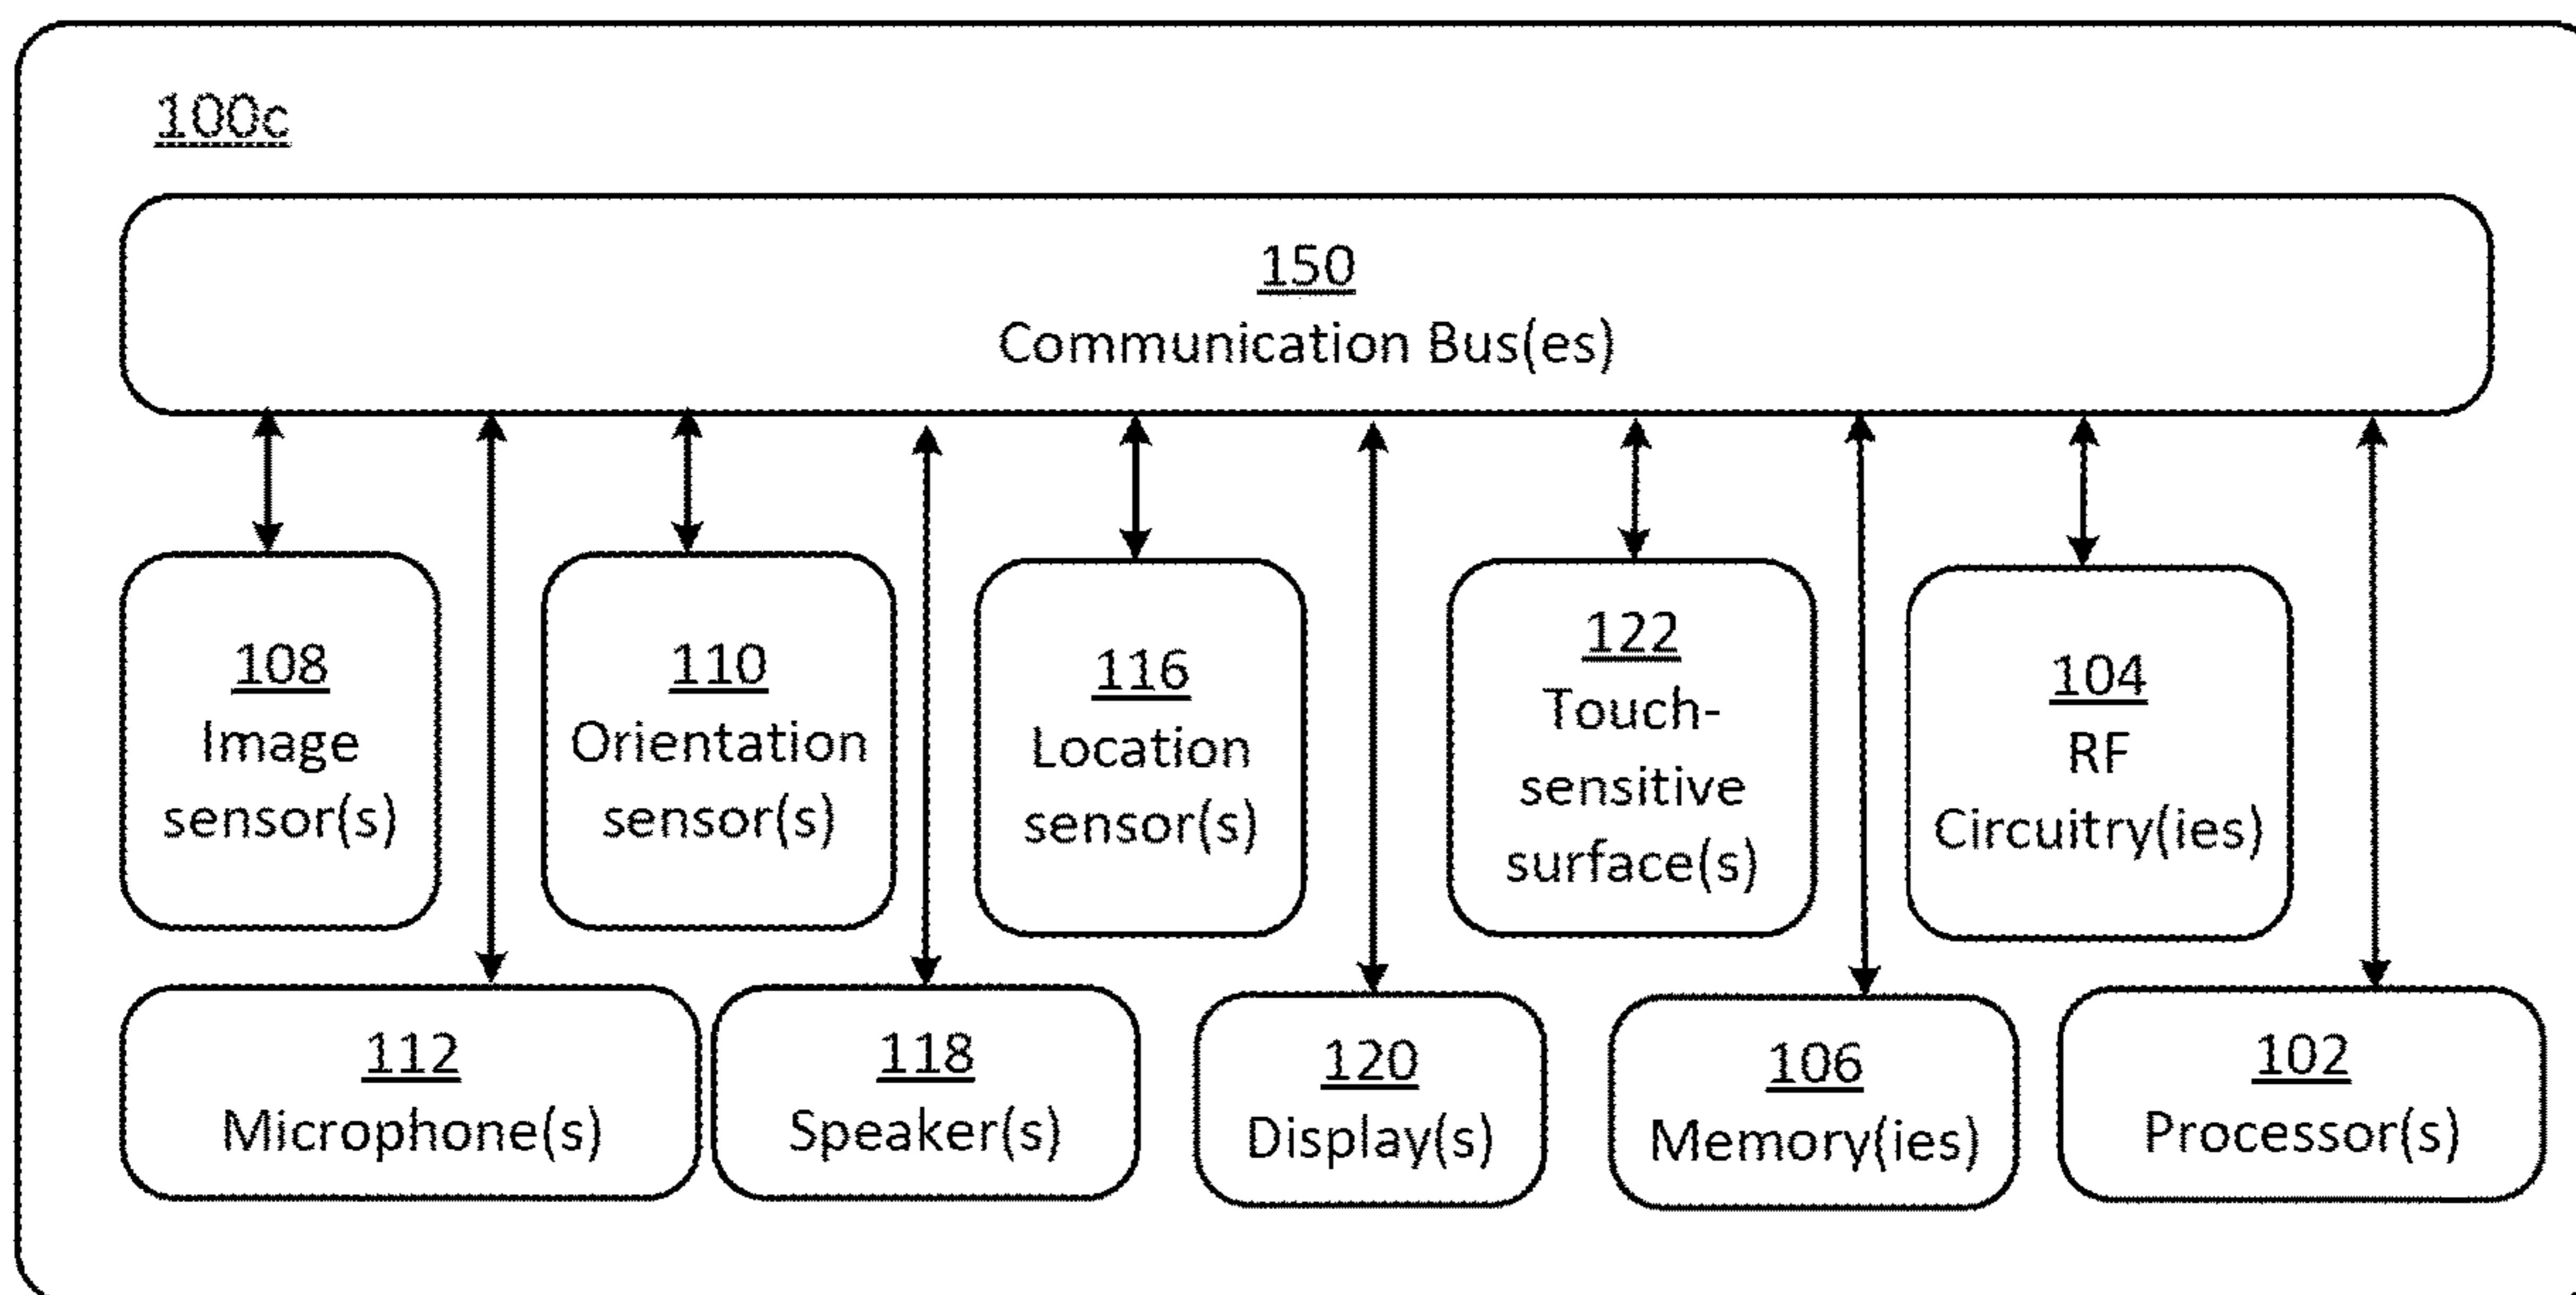 100c
150
Communication Bus(es)
108
Image
sensor(s)
110
Orientation
sensor(s)
116
Location
sensor(s)
122
Touch-
sensitive
surface(s)
104
RF
Circuitry(ies)
112
Microphone(s)
118
Speaker(s)
120
Display(s)
106
Memory(ies)
102
Processor(s)